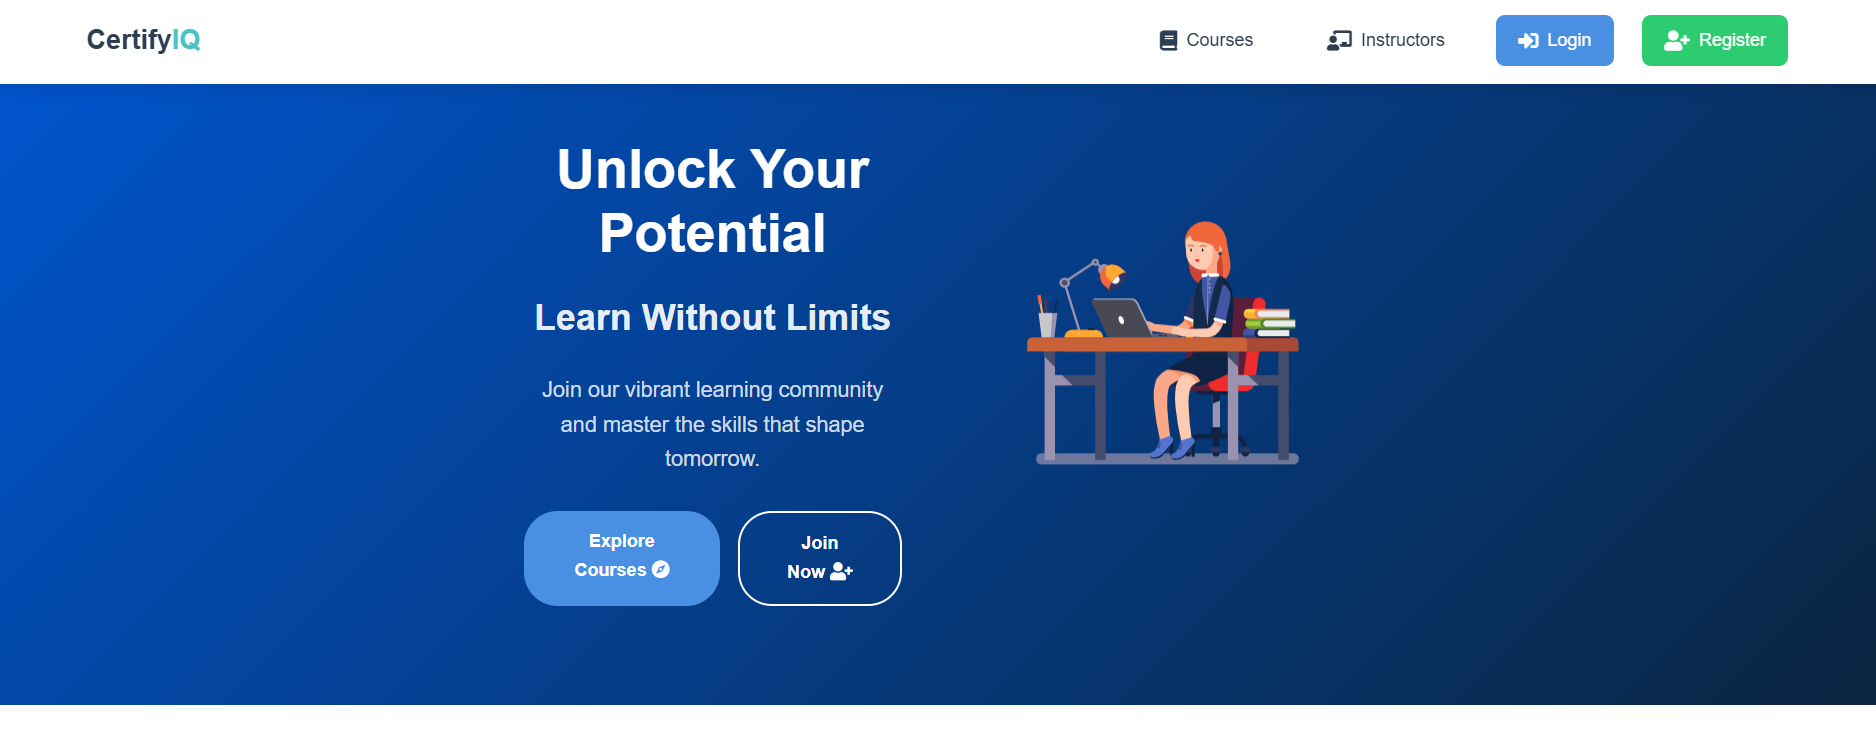 CertifyIQ
Courses
Instructors
Login
Register
Unlock Your
Potential
Learn Without Limits
Join our vibrant learning community
and master the skills that shape
tomorrow.
Explore
Courses
Join
Now